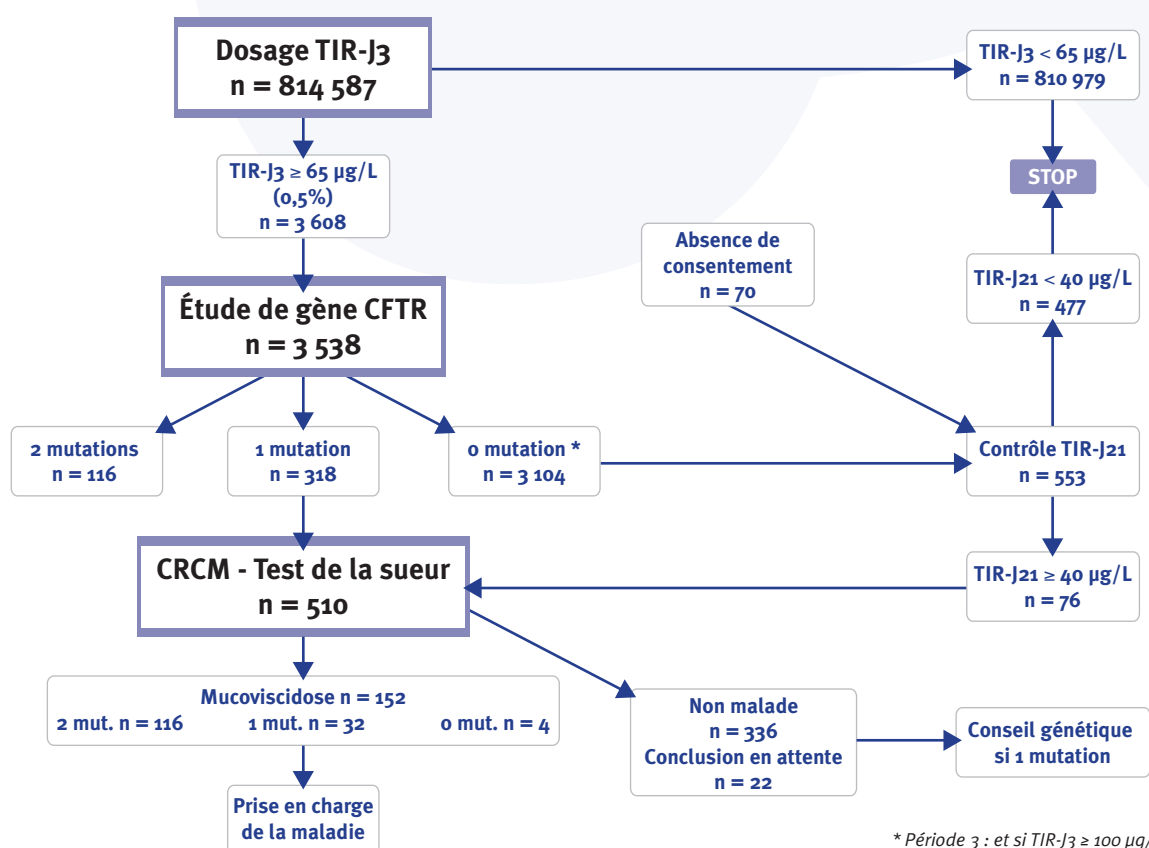 Dosage TIR-J3
n = 814 587
TIR-J3 < 65 µg/L
n = 810 979
TIR-J3 ≥ 65 µg/L
(0,5%)
n = 3 608
STOP
Absence de
consentement
n = 70
TIR-J21 < 40 µg/L
n = 477
Étude de gène CFTR
n = 3 538
2 mutations
n = 116
1 mutation
n = 318
0 mutation *
n = 3 104
Contrôle TIR-J21
n = 553
CRCM - Test de la sueur
n = 510
TIR-J21 ≥ 40 µg/L
n = 76
Mucoviscidose n = 152
2 mut. n = 116 1 mut. n = 32 0 mut. n = 4
Non malade
n = 336
Conclusion en attente
n = 22
Conseil génétique
si 1 mutation
Prise en charge
de la maladie
* Période 3 : et si TIR-J3 ≥ 100 µg/